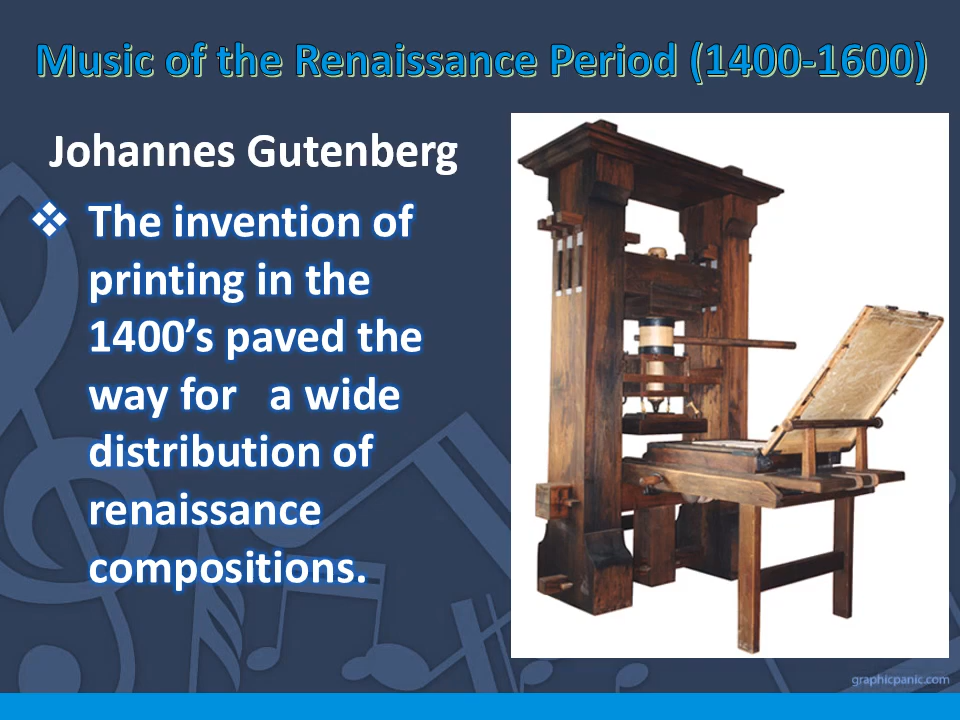 Music of the Renaissance Period (1400-1600)
Johannes Gutenberg
❖ The invention of
printing in the
1400’s paved the
way for a wide
distribution of
renaissance
compositions.
graphicpanic.com